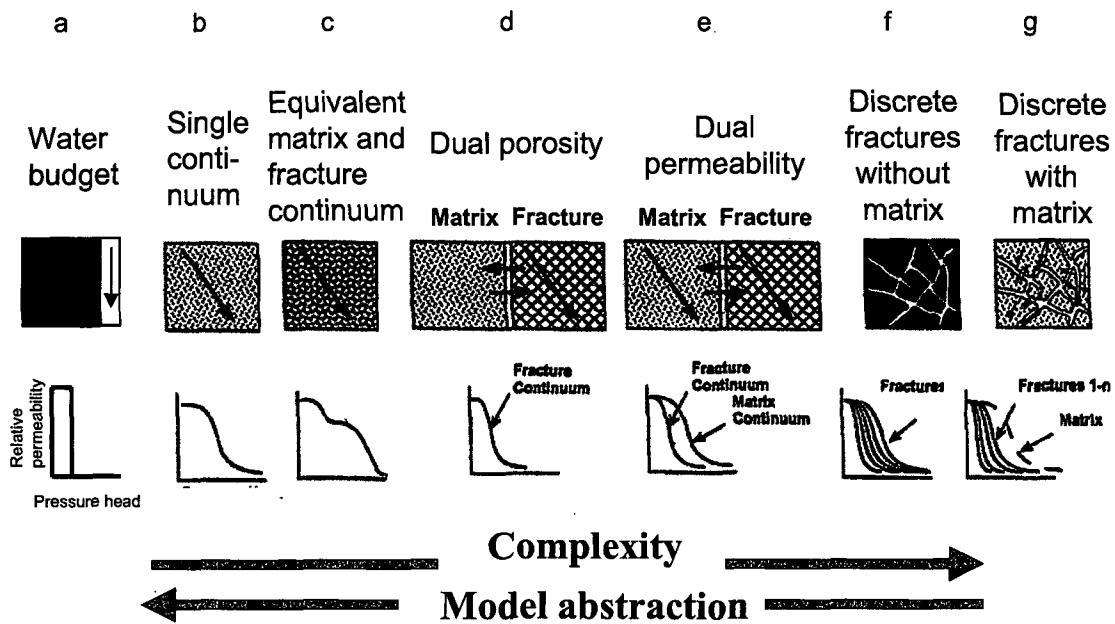 a
b
c
d
e
f
g
Water
budget
Single
conti-
nuum
Equivalent
matrix and
fracture
continuum
Dual porosity
Matrix Fracture
Dual
permeability
Matrix Fracture
Discrete
fractures
without
matrix
Discrete
fractures
with
matrix
Relative
permeability
Pressure head
Fracture
Continuum
Fracture
Continuum
Matrix
Continuum
Fractures
Fractures 1-n
Matrix
Complexity
Model abstraction